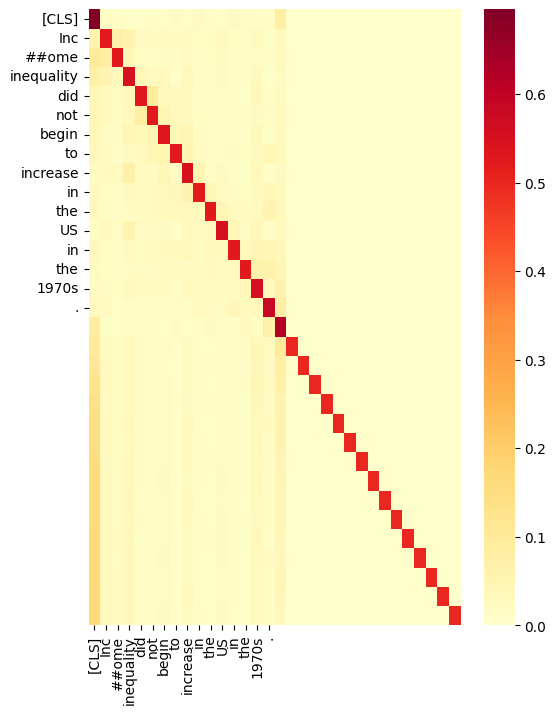 [CLS]
Inc
##ome
inequality
did
not
begin
to
increase
in
the
US
in
the
1970s
.
[CLS]
Inc
##ome
inequality
did
not
begin
to
increase
in
the
US
in
the
1970s
.
0.6
0.5
0.4
0.3
0.2
0.1
0.0